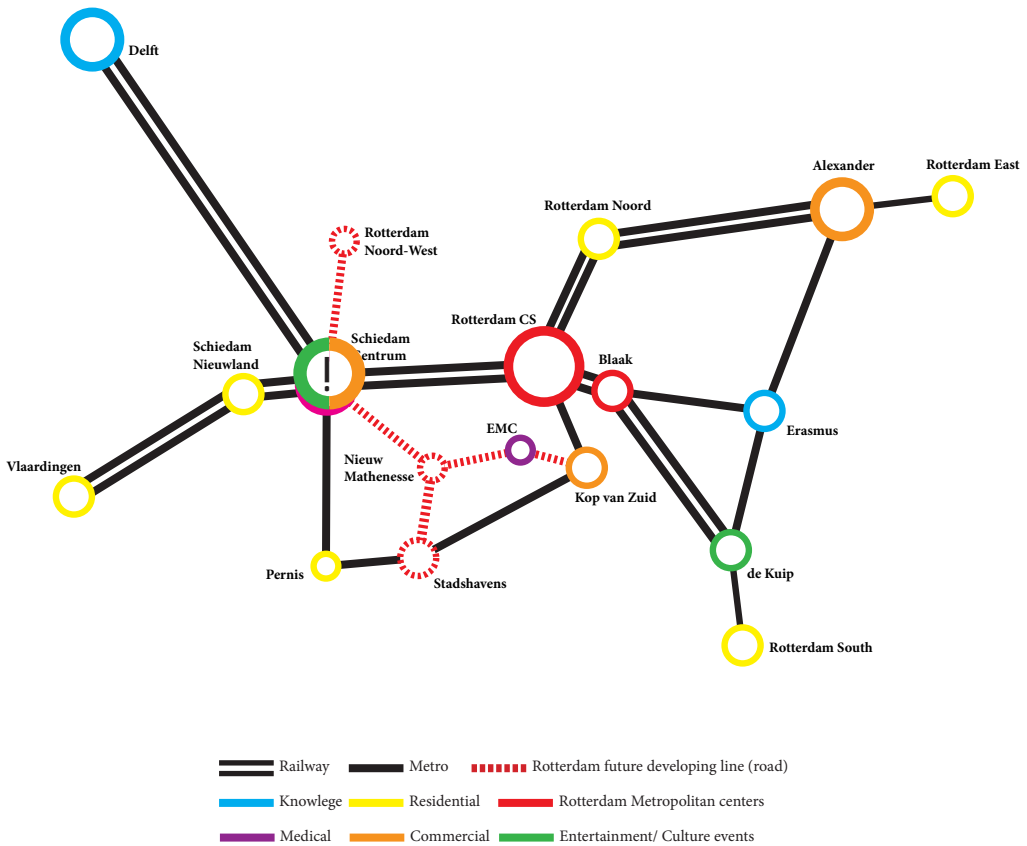 Delft
Alexander
Rotterdam East
Rotterdam Noord
Rotterdam
Noord-West
Rotterdam CS
Schiedam
Centrum
Schiedam
Nieuwland
!
Blaak
EMC
Erasmus
Vlaardingen
Nieuw
Mathenesse
Kop van Zuid
Pernis
Stadshavens
de Kuip
Rotterdam South
Railway Metro Rotterdam future developing line (road)
Knowlege Residential Rotterdam Metropolitan centers
Medical Commercial Entertainment/ Culture events